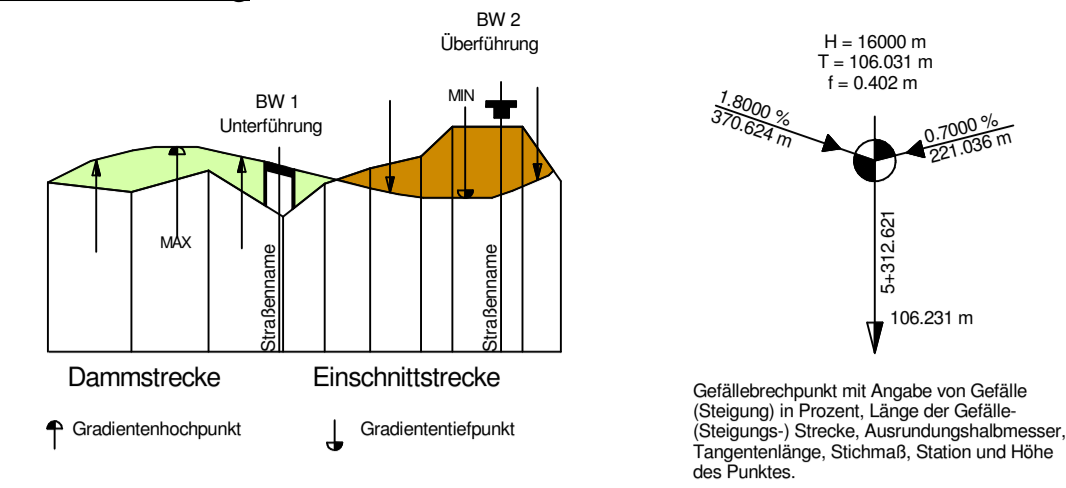 BW 2
Überführung
BW 1
Unterführung
MIN
MAX
Straßenname
Straßenname
Dammstrecke
Einschnittstrecke
Gradientenhochpunkt
Gradiententiefpunkt
H = 16000 m
T = 106.031 m
f = 0.402 m
1.8000 %
370.624 m
0.7000 %
221.036 m
5+312.621
106.231 m
Gefällebrechpunkt mit Angabe von Gefälle
(Steigung) in Prozent, Länge der Gefälle-
(Steigungs-) Strecke, Ausrundungshalbmesser,
Tangentenlänge, Stichmaß, Station und Höhe
des Punktes.